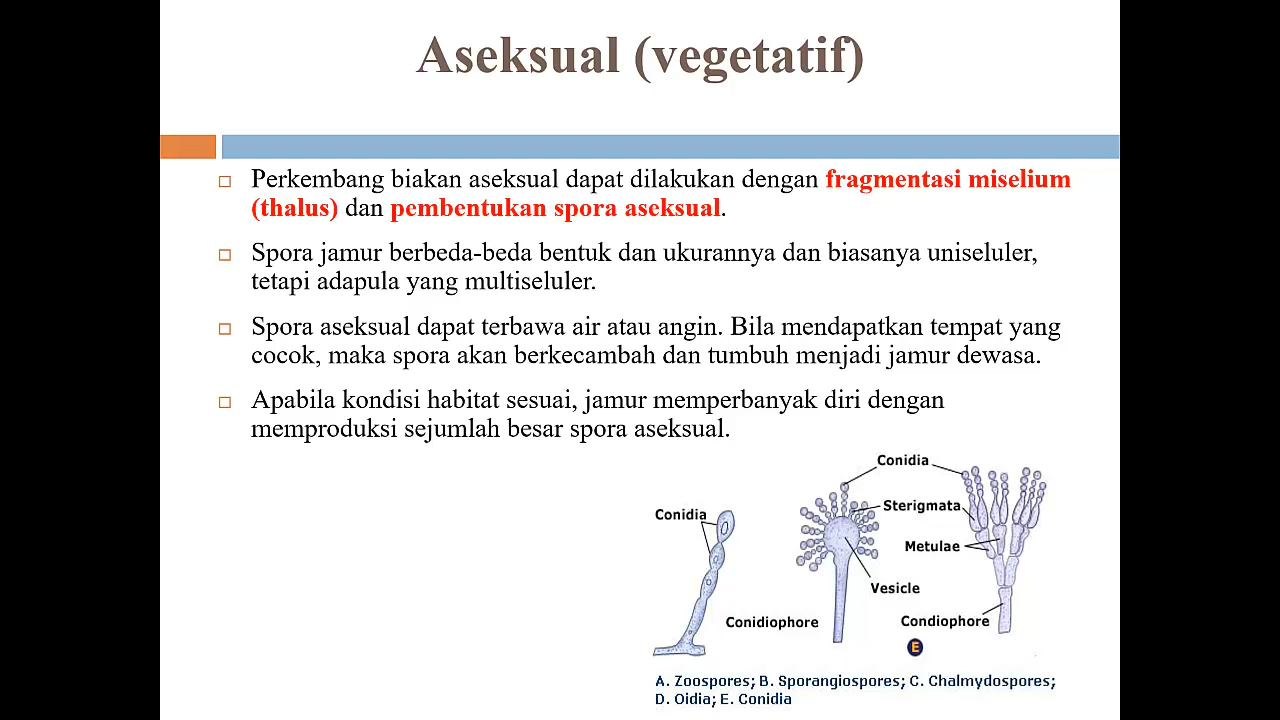 Aseksual (vegetatif)
Perkembang biakan aseksual dapat dilakukan dengan fragmentasi miselium
(thalus) dan pembentukan spora aseksual.
Spora jamur berbeda-beda bentuk dan ukurannya dan biasanya uniseluler,
tetapi adapula yang multiseluler.
Spora aseksual dapat terbawa air atau angin. Bila mendapatkan tempat yang
cocok, maka spora akan berkecambah dan tumbuh menjadi jamur dewasa.
Apabila kondisi habitat sesuai, jamur memperbanyak diri dengan
memproduksi sejumlah besar spora aseksual.
Conidia
Conidia
Sterigmata
Metulae
Vesicle
Conidiophore
Condiophore
E
A. Zoospores; B. Sporangiospores; C. Chalmydospores;
D. Oidia; E. Conidia